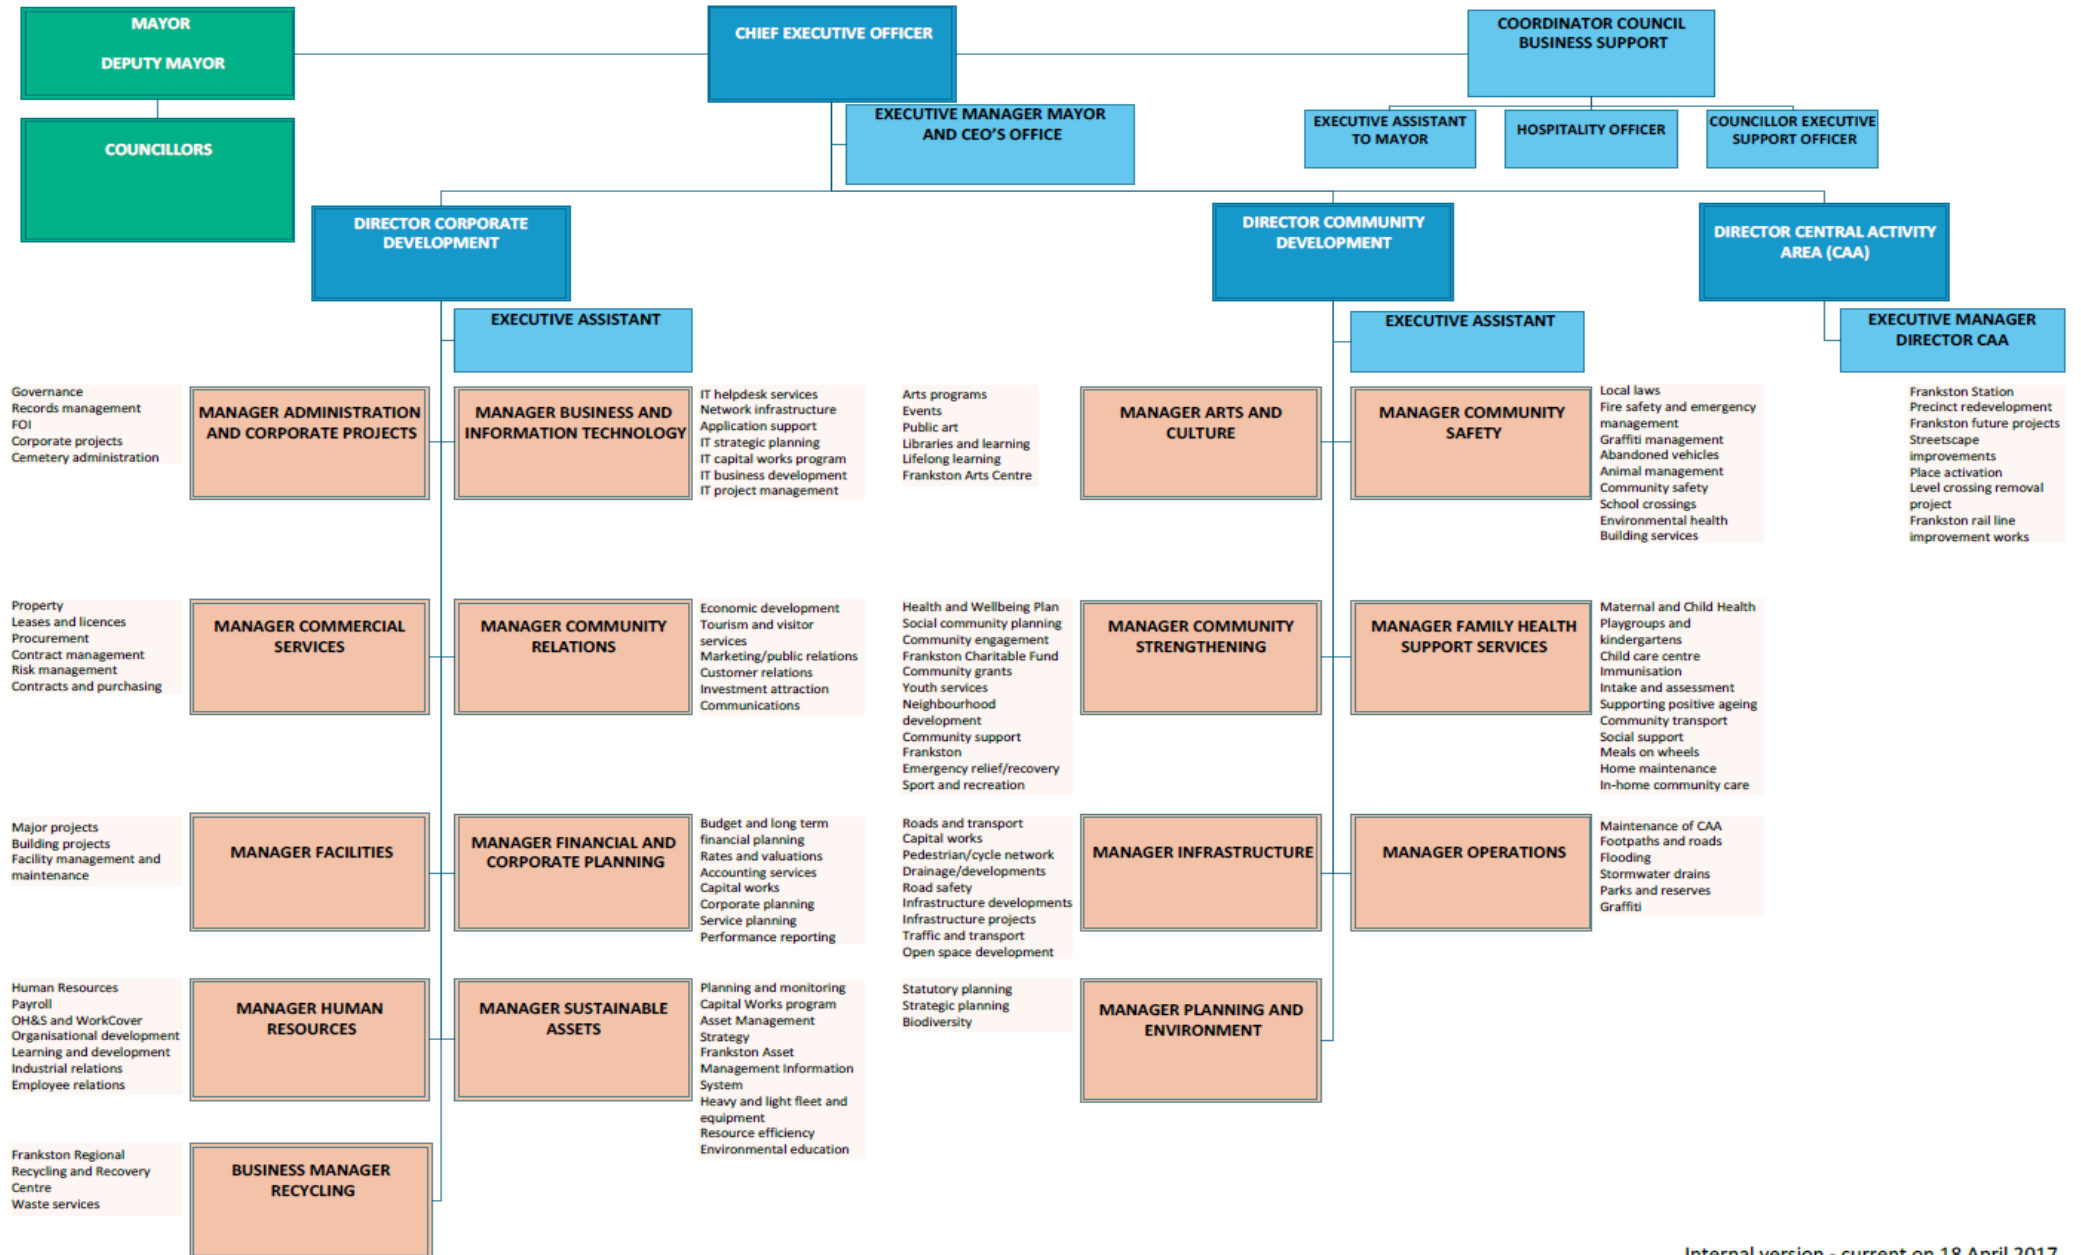 MAYOR
DEPUTY MAYOR
CHIEF EXECUTIVE OFFICER
COORDINATOR COUNCIL
BUSINESS SUPPORT
COUNCILLORS
EXECUTIVE MANAGER MAYOR
AND CEO'S OFFICE
EXECUTIVE ASSISTANT
TO MAYOR
HOSPITALITY OFFICER
COUNCILLOR EXECUTIVE
SUPPORT OFFICER
DIRECTOR CORPORATE
DEVELOPMENT
DIRECTOR COMMUNITY
DEVELOPMENT
DIRECTOR CENTRAL ACTIVITY
AREA (CAA)
EXECUTIVE ASSISTANT
EXECUTIVE ASSISTANT
EXECUTIVE MANAGER
DIRECTOR CAA
Governance
Records management
FOI
Corporate projects
Cemetery administration
MANAGER ADMINISTRATION
AND CORPORATE PROJECTS
MANAGER BUSINESS AND
INFORMATION TECHNOLOGY
IT helpdesk services
Network infrastructure
Application support
IT strategic planning
IT capital works program
IT business development
IT project management
Arts programs
Events
Public art
Libraries and learning
Lifelong learning
Frankston Arts Centre
MANAGER ARTS AND
CULTURE
MANAGER COMMUNITY
SAFETY
Local laws
Fire safety and emergency
management
Graffiti management
Abandoned vehicles
Animal management
Community safety
School crossings
Environmental health
Building services
Frankston Station
Precinct redevelopment
Frankston future projects
Streetscape
improvements
Place activation
Level crossing removal
project
Frankston rail line
improvement works
Property
Leases and licences
Procurement
Contract management
Risk management
Contracts and purchasing
MANAGER COMMERCIAL
SERVICES
MANAGER COMMUNITY
RELATIONS
Economic development
Tourism and visitor
services
Marketing/public relations
Customer relations
Investment attraction
Communications
Health and Wellbeing Plan
Social community planning
Community engagement
Frankston Charitable Fund
Community grants
Youth services
Neighbourhood
development
Community support
Frankston
Emergency relief/recovery
Sport and recreation
MANAGER COMMUNITY
STRENGTHENING
MANAGER FAMILY HEALTH
SUPPORT SERVICES
Maternal and Child Health
Playgroups and
kindergartens
Child care centre
Immunisation
Intake and assessment
Supporting positive ageing
Community transport
Social support
Meals on wheels
Home maintenance
In-home community care
Major projects
Building projects
Facility management and
maintenance
MANAGER FACILITIES
MANAGER FINANCIAL AND
CORPORATE PLANNING
Budget and long term
financial planning
Rates and valuations
Accounting services
Capital works
Corporate planning
Service planning
Performance reporting
Roads and transport
Capital works
Pedestrian/cycle network
Drainage/developments
Road safety
Infrastructure developments
Infrastructure projects
Traffic and transport
Open space development
MANAGER INFRASTRUCTURE
MANAGER OPERATIONS
Maintenance of CAA
Footpaths and roads
Flooding
Stormwater drains
Parks and reserves
Graffiti
Human Resources
Payroll
OH&S and WorkCover
Organisational development
Learning and development
Industrial relations
Employee relations
MANAGER HUMAN
RESOURCES
MANAGER SUSTAINABLE
ASSETS
Planning and monitoring
Capital Works program
Asset Management
Strategy
Frankston Asset
Management Information
System
Heavy and light fleet and
equipment
Resource efficiency
Environmental education
Statutory planning
Strategic planning
Biodiversity
MANAGER PLANNING AND
ENVIRONMENT
Frankston Regional
Recycling and Recovery
Centre
Waste services
BUSINESS MANAGER
RECYCLING
Internal version - current on 18 April 2017